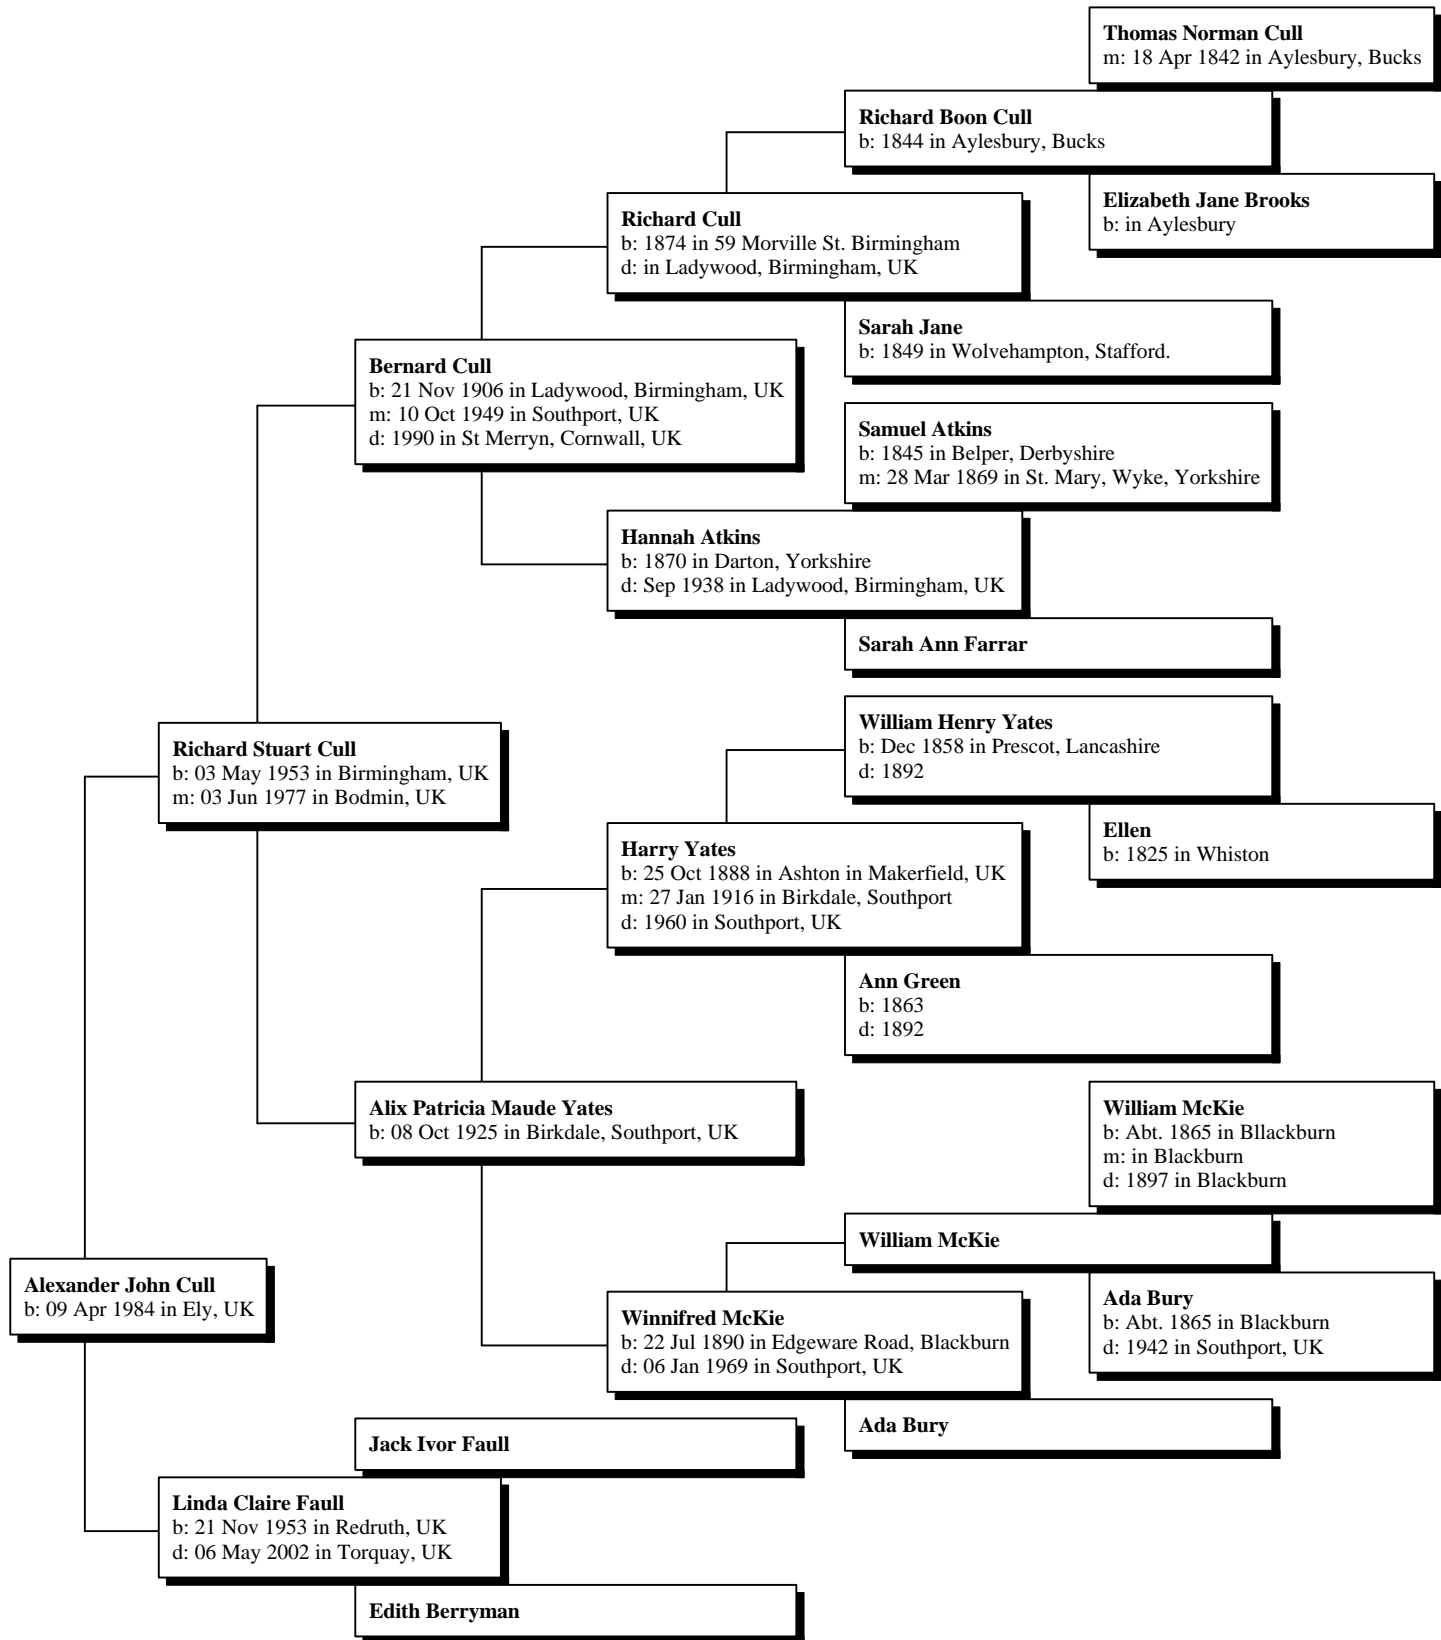 Thomas Norman Cull
m: 18 Apr 1842 in Aylesbury, Bucks
Richard Boon Cull
b: 1844 in Aylesbury, Bucks
Elizabeth Jane Brooks
b: in Aylesbury
Richard Cull
b: 1874 in 59 Morville St. Birmingham
d: in Ladywood, Birmingham, UK
Sarah Jane
b: 1849 in Wolvehampton, Stafford.
Bernard Cull
b: 21 Nov 1906 in Ladywood, Birmingham, UK
m: 10 Oct 1949 in Southport, UK
d: 1990 in St Merryn, Cornwall, UK
Samuel Atkins
b: 1845 in Belper, Derbyshire
m: 28 Mar 1869 in St. Mary, Wyke, Yorkshire
Hannah Atkins
b: 1870 in Darton, Yorkshire
d: Sep 1938 in Ladywood, Birmingham, UK
Sarah Ann Farrar
Richard Stuart Cull
b: 03 May 1953 in Birmingham, UK
m: 03 Jun 1977 in Bodmin, UK
William Henry Yates
b: Dec 1858 in Prescot, Lancashire
d: 1892
Ellen
b: 1825 in Whiston
Harry Yates
b: 25 Oct 1888 in Ashton in Makerfield, UK
m: 27 Jan 1916 in Birkdale, Southport
d: 1960 in Southport, UK
Ann Green
b: 1863
d: 1892
Alix Patricia Maude Yates
b: 08 Oct 1925 in Birkdale, Southport, UK
William McKie
b: Abt. 1865 in Bllackburn
m: in Blackburn
d: 1897 in Blackburn
William McKie
Ada Bury
b: Abt. 1865 in Blackburn
d: 1942 in Southport, UK
Winnifred McKie
b: 22 Jul 1890 in Edgeware Road, Blackburn
d: 06 Jan 1969 in Southport, UK
Ada Bury
Alexander John Cull
b: 09 Apr 1984 in Ely, UK
Jack Ivor Faull
Linda Claire Faull
b: 21 Nov 1953 in Redruth, UK
d: 06 May 2002 in Torquay, UK
Edith Berryman